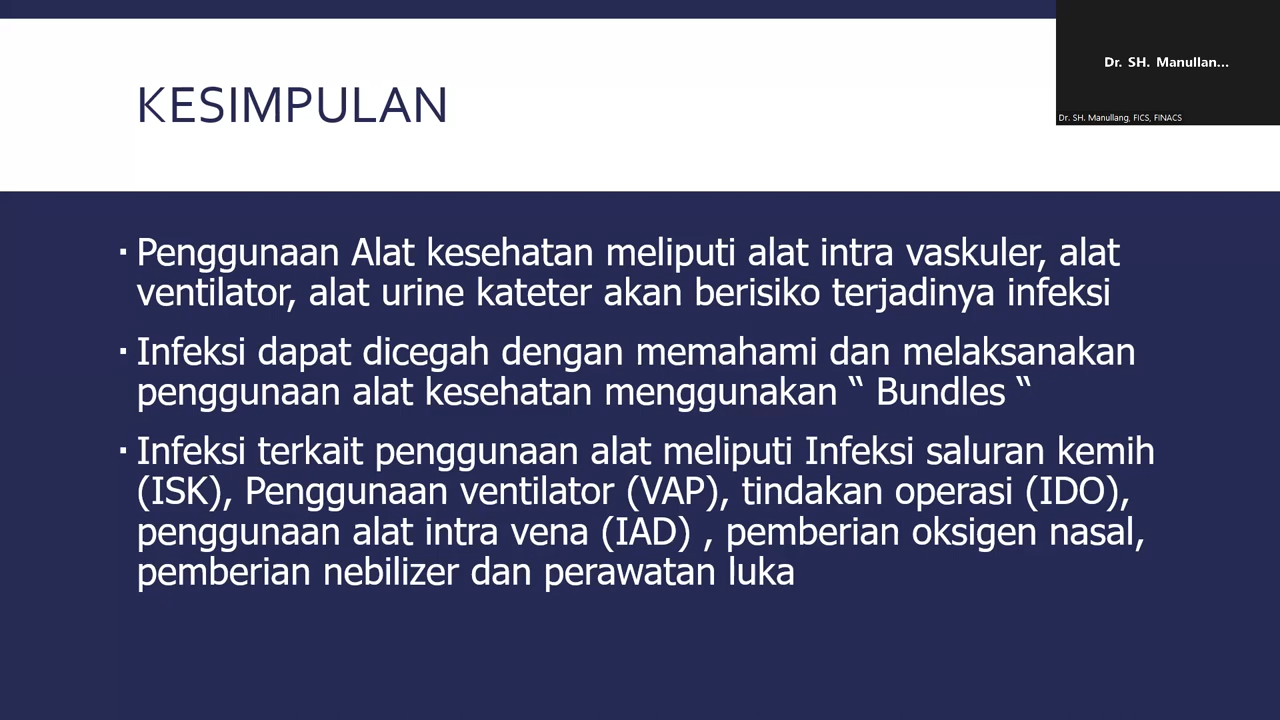 Dr. SH. Manullan...
Dr. SH. Manullang, FICS, FINACS
KESIMPULAN
▪ Penggunaan Alat kesehatan meliputi alat intra vaskuler, alat
ventilator, alat urine kateter akan berisiko terjadinya infeksi
▪ Infeksi dapat dicegah dengan memahami dan melaksanakan
penggunaan alat kesehatan menggunakan “ Bundles “
▪ Infeksi terkait penggunaan alat meliputi Infeksi saluran kemih
(ISK), Penggunaan ventilator (VAP), tindakan operasi (IDO),
penggunaan alat intra vena (IAD) , pemberian oksigen nasal,
pemberian nebilizer dan perawatan luka